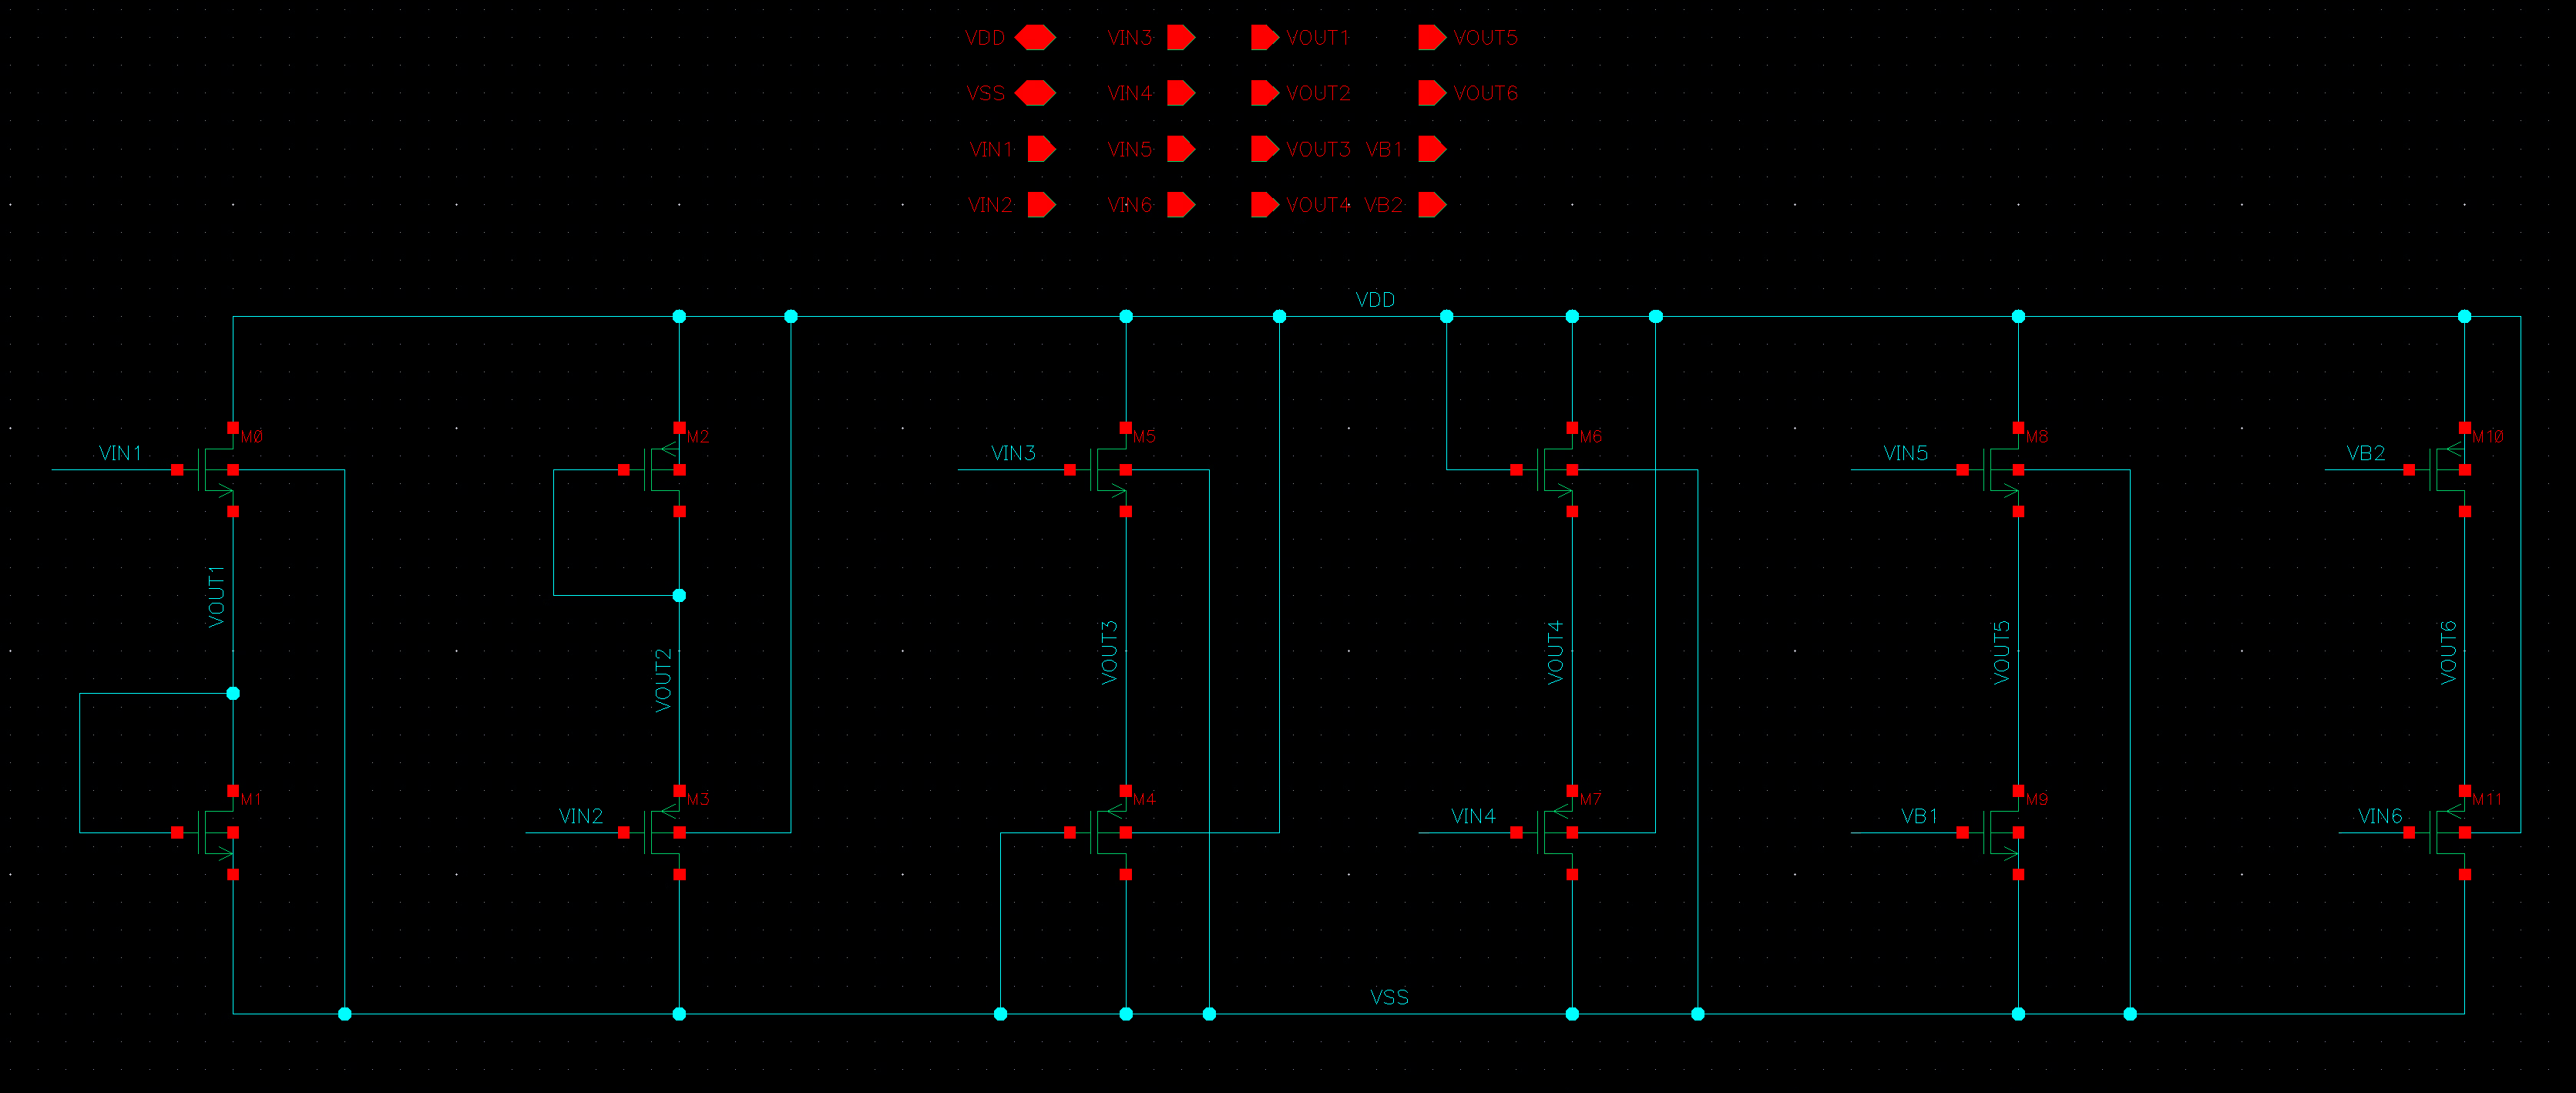 VDD VIN3 VOUT1 VOUT5
VSS VIN4 VOUT2 VOUT6
VIN1 VIN5 VOUT3 VB1
VIN2 VIN6 VOUT4 VB2
VDD
M0 M2 M5 M6 M8 M10
VIN1 VIN3 VIN5 VB2
VOUT1
VOUT2 VOUT3 VOUT4 VOUT5 VOUT6
M1 M3 M4 M7 M9 M11
VIN2 VIN4 VB1 VIN6
VSS